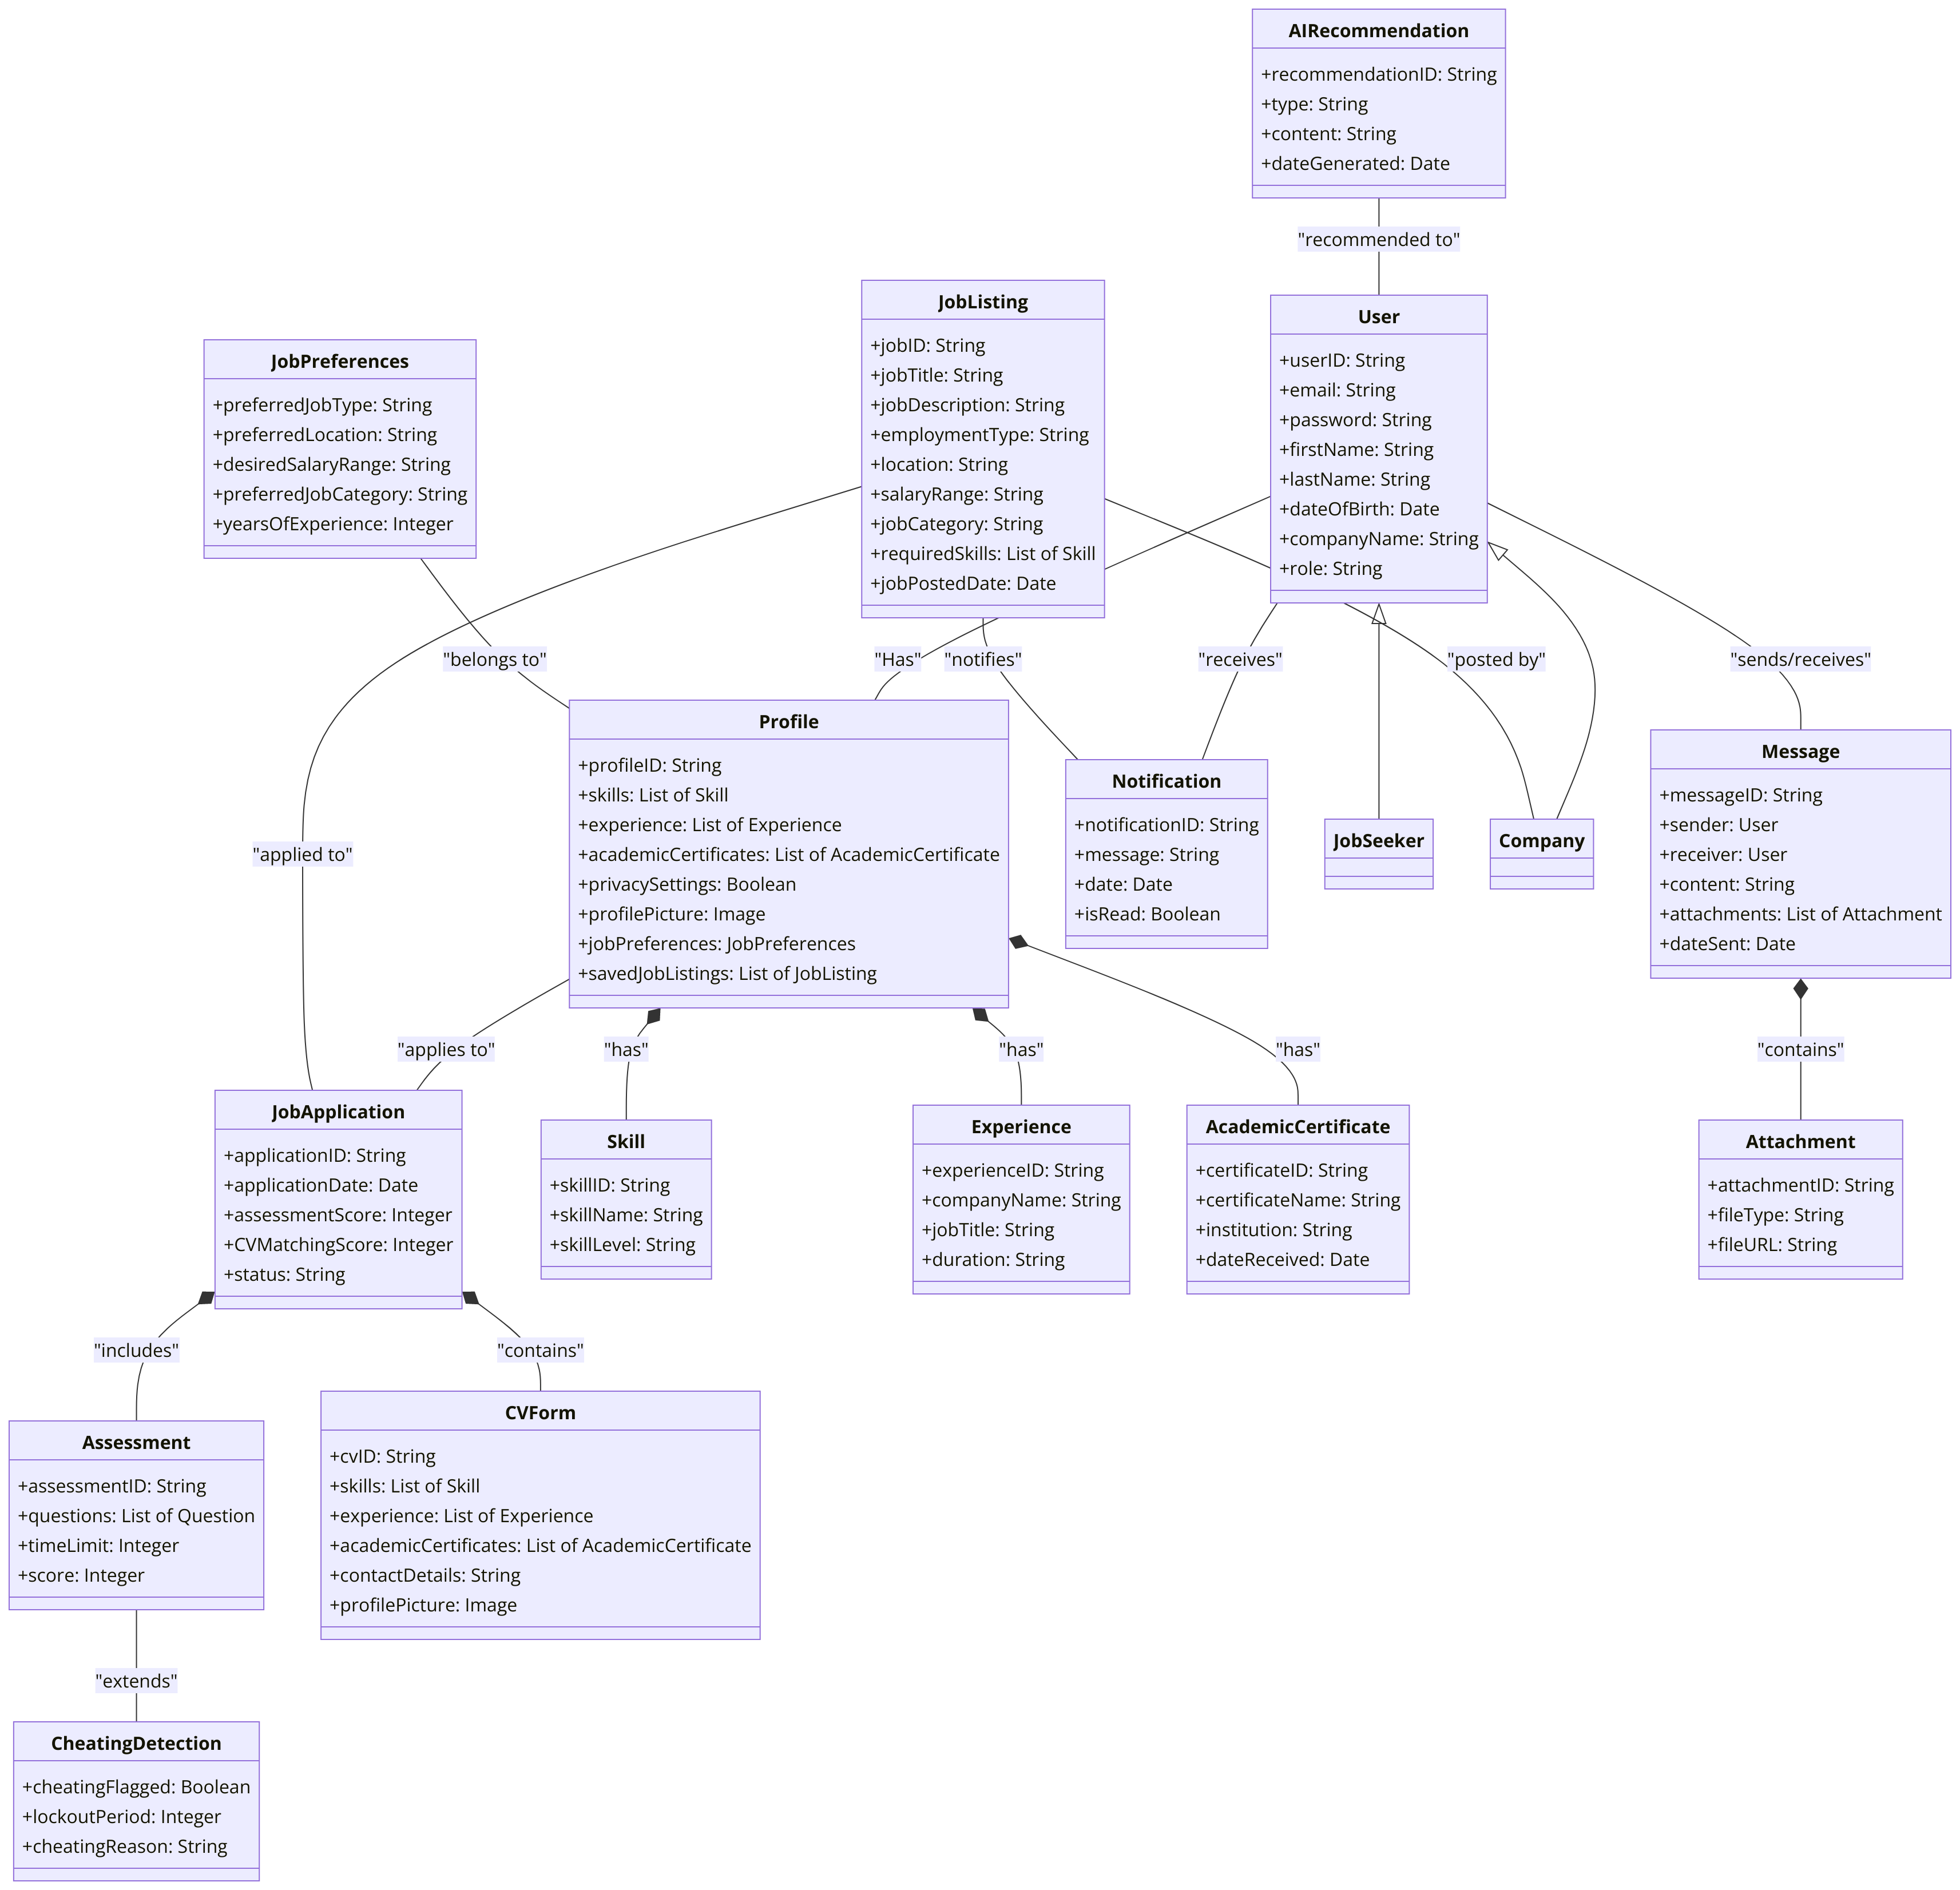 AIRecommendation
+recommendationID: String
+type: String
+content: String
+dateGenerated: Date
"recommended to"
JobListing
+jobID: String
+jobTitle: String
+jobDescription: String
+employmentType: String
+location: String
+salaryRange: String
+jobCategory: String
+requiredSkills: List of Skill
+jobPostedDate: Date
User
+userID: String
+email: String
+password: String
+firstName: String
+lastName: String
+dateOfBirth: Date
+companyName: String
+role: String
JobPreferences
+preferredJobType: String
+preferredLocation: String
+desiredSalaryRange: String
+preferredJobCategory: String
+yearsOfExperience: Integer
"belongs to"
"Has"
"notifies"
"receives"
"posted by"
"sends/receives"
Profile
+profileID: String
+skills: List of Skill
+experience: List of Experience
+academicCertificates: List of AcademicCertificate
+privacySettings: Boolean
+profilePicture: Image
+jobPreferences: JobPreferences
+savedJobListings: List of JobListing
Notification
+notificationID: String
+message: String
+date: Date
+isRead: Boolean
JobSeeker
Company
Message
+messageID: String
+sender: User
+receiver: User
+content: String
+attachments: List of Attachment
+dateSent: Date
"applied to"
"applies to"
"has"
"has"
"has"
"contains"
JobApplication
+applicationID: String
+applicationDate: Date
+assessmentScore: Integer
+CVMatchingScore: Integer
+status: String
Skill
+skillID: String
+skillName: String
+skillLevel: String
Experience
+experienceID: String
+companyName: String
+jobTitle: String
+duration: String
AcademicCertificate
+certificateID: String
+certificateName: String
+institution: String
+dateReceived: Date
Attachment
+attachmentID: String
+fileType: String
+fileURL: String
"includes"
"contains"
Assessment
+assessmentID: String
+questions: List of Question
+timeLimit: Integer
+score: Integer
CVForm
+cvID: String
+skills: List of Skill
+experience: List of Experience
+academicCertificates: List of AcademicCertificate
+contactDetails: String
+profilePicture: Image
"extends"
CheatingDetection
+cheatingFlagged: Boolean
+lockoutPeriod: Integer
+cheatingReason: String